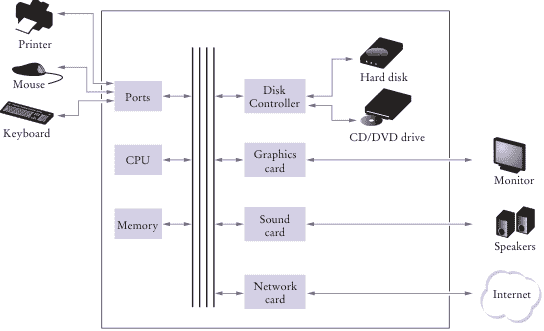 Printer
Mouse
Keyboard
Ports
CPU
Memory
Disk
Controller
Graphics
card
Sound
card
Network
card
Hard disk
CD/DVD drive
Monitor
Speakers
Internet